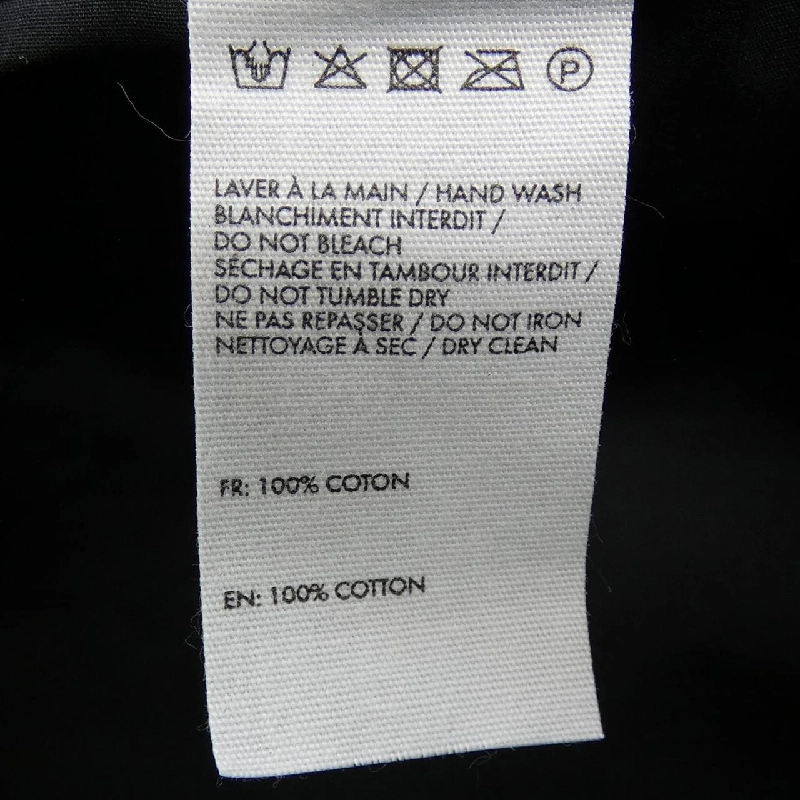 P
LAVER À LA MAIN / HAND WASH
BLANCHIMENT INTERDIT /
DO NOT BLEACH
SÉCHAGE EN TAMBOUR INTERDIT /
DO NOT TUMBLE DRY
NE PAS REPASSER / DO NOT IRON
NETTOYAGE À SEC / DRY CLEAN
FR: 100% COTON
EN: 100% COTTON